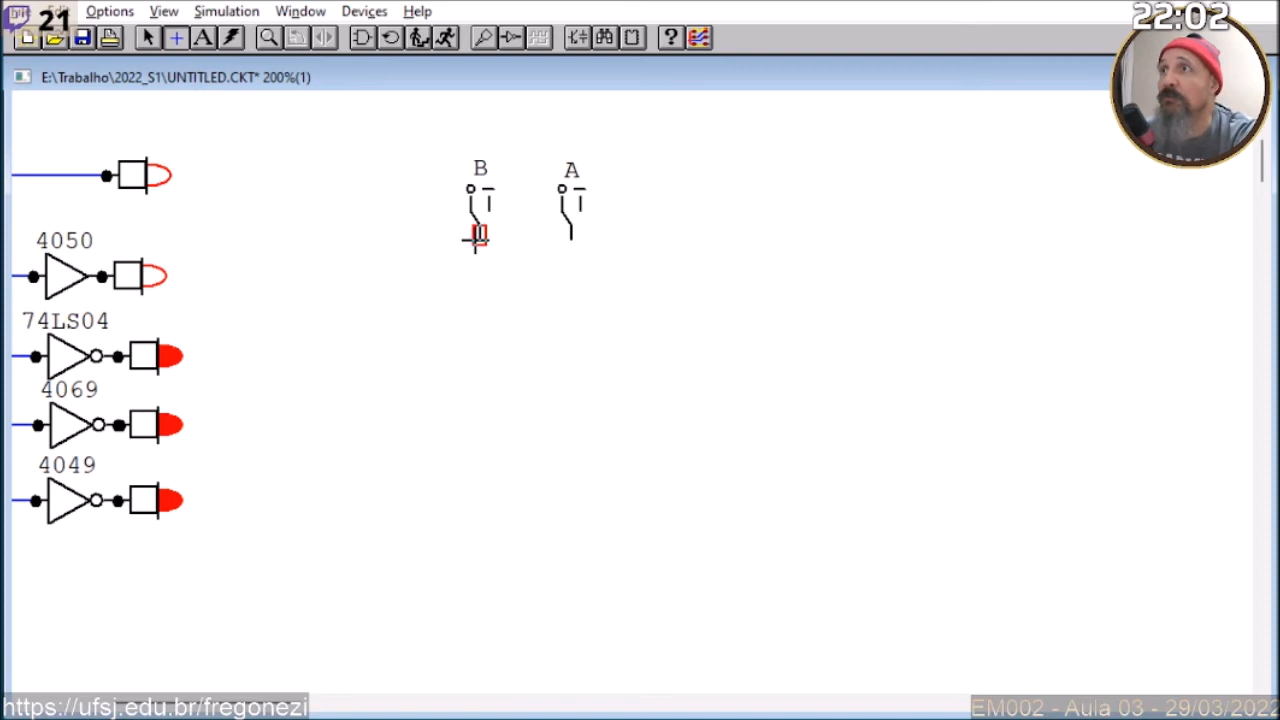 21
Options View Simulation Window Devices Help
22:02
E:\Trabalho\2022_S1\UNTITLED.CKT* 200%(1)
B A
4050
74LS04
4069
4049
https://ufsj.edu.br/fregonezi
EM002 - Aula 03 - 29/03/2022